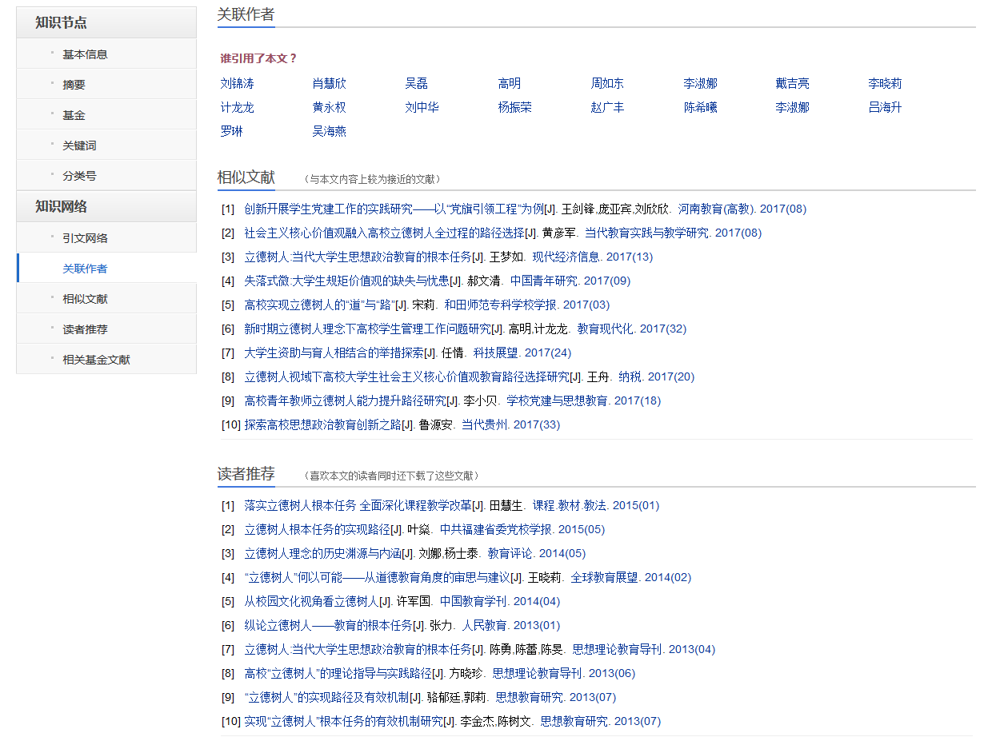 知识节点
基本信息
摘要
基金
关键词
分类号
知识网络
引文网络
关联作者
相似文献
读者推荐
相关基金文献
关联作者
谁引用了本文？
刘锦涛 肖慧欣 吴磊 高明 周如东 李淑娜 戴吉亮 李晓莉
计龙龙 黄永权 刘中华 杨振荣 赵广丰 陈希曦 李淑娜 吕海升
罗琳 吴海燕
相似文献 （与本文内容上较为接近的文献）
[1] 创新开展学生党建工作的实践研究——以“党旗引领工程”为例[J]. 王剑锋,庞亚宾,刘欣欣. 河南教育(高教). 2017(08)
[2] 社会主义核心价值观融入高校立德树人全过程的路径选择[J]. 黄彦军. 当代教育实践与教学研究. 2017(08)
[3] 立德树人:当代大学生思想政治教育的根本任务[J]. 王梦如. 现代经济信息. 2017(13)
[4] 失落式微:大学生规矩价值观的缺失与忧患[J]. 郝文清. 中国青年研究. 2017(09)
[5] 高校实现立德树人的“道”与“路”[J]. 宋莉. 和田师范专科学校学报. 2017(03)
[6] 新时期立德树人理念下高校学生管理工作问题研究[J]. 高明,计龙龙. 教育现代化. 2017(32)
[7] 大学生资助与育人相结合的举措探索[J]. 任情. 科技展望. 2017(24)
[8] 立德树人视域下高校大学生社会主义核心价值观教育路径选择研究[J]. 王舟. 纳税. 2017(20)
[9] 高校青年教师立德树人能力提升路径研究[J]. 李小贝. 学校党建与思想教育. 2017(18)
[10] 探索高校思想政治教育创新之路[J]. 鲁源安. 当代贵州. 2017(33)
读者推荐 （喜欢本文的读者同时还下载了这些文献）
[1] 落实立德树人根本任务 全面深化课程教学改革[J]. 田慧生. 课程.教材.教法. 2015(01)
[2] 立德树人根本任务的实现路径[J]. 叶燊. 中共福建省委党校学报. 2015(05)
[3] 立德树人理念的历史渊源与内涵[J]. 刘娜,杨士泰. 教育评论. 2014(05)
[4] “立德树人”何以可能——从道德教育角度的审思与建议[J]. 王晓莉. 全球教育展望. 2014(02)
[5] 从校园文化视角看立德树人[J]. 许军国. 中国教育学刊. 2014(04)
[6] 纵论立德树人——教育的根本任务[J]. 张力. 人民教育. 2013(01)
[7] 立德树人:当代大学生思想政治教育的根本任务[J]. 陈勇,陈蕾,陈旻. 思想理论教育导刊. 2013(04)
[8] 高校“立德树人”的理论指导与实践路径[J]. 方晓珍. 思想理论教育导刊. 2013(06)
[9] “立德树人”的实现路径及有效机制[J]. 骆郁廷,郭莉. 思想教育研究. 2013(07)
[10] 实现“立德树人”根本任务的有效机制研究[J]. 李金杰,陈树文. 思想教育研究. 2013(07)